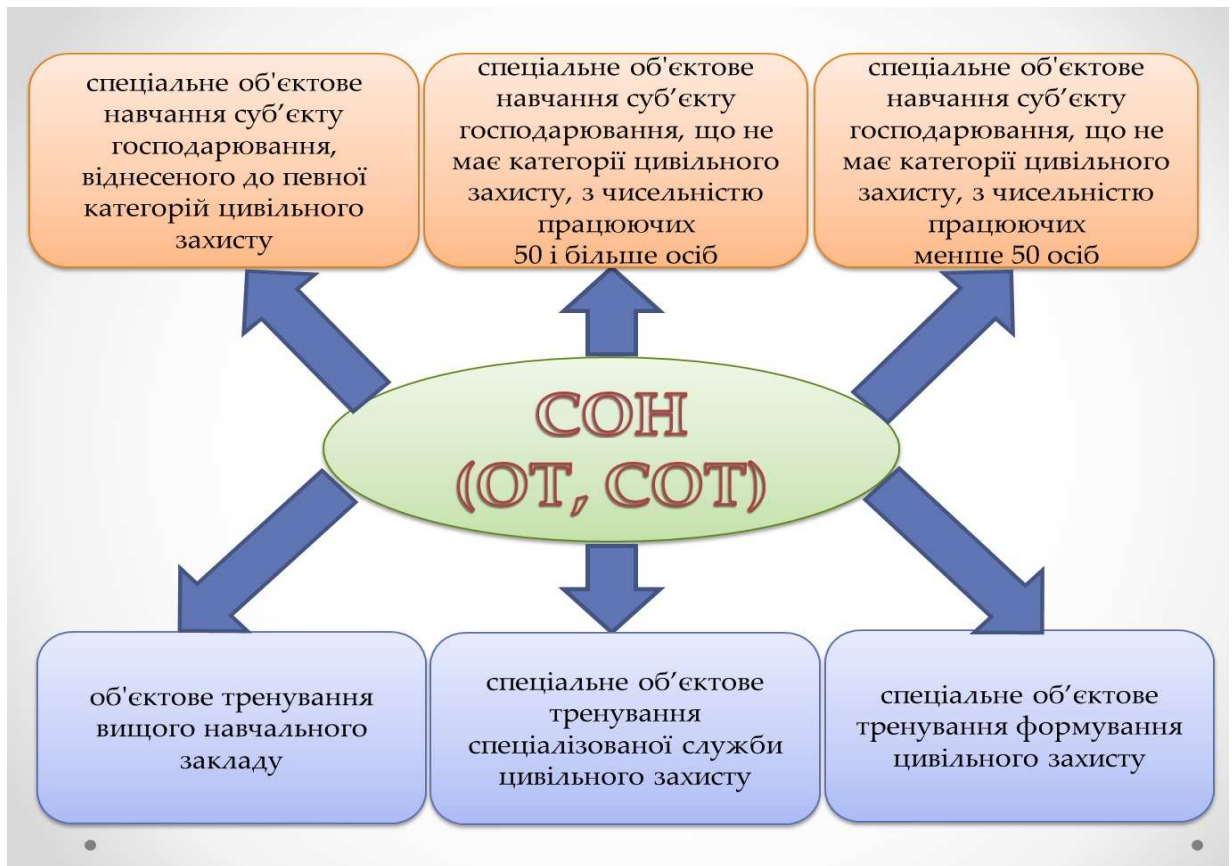 спеціальне об'єктове
навчання суб’єкту
господарювання,
віднесеного до певної
категорій цивільного
захисту
спеціальне об'єктове
навчання суб’єкту
господарювання, що не
має категорії цивільного
захисту, з чисельністю
працюючих
50 і більше осіб
спеціальне об'єктове
навчання суб’єкту
господарювання, що не
має категорії цивільного
захисту, з чисельністю
працюючих
менше 50 осіб
СОН
(ОТ, СОТ)
об'єктове тренування
вищого навчального
закладу
спеціальне об’єктове
тренування
спеціалізованої служби
цивільного захисту
спеціальне об’єктове
тренування формування
цивільного захисту